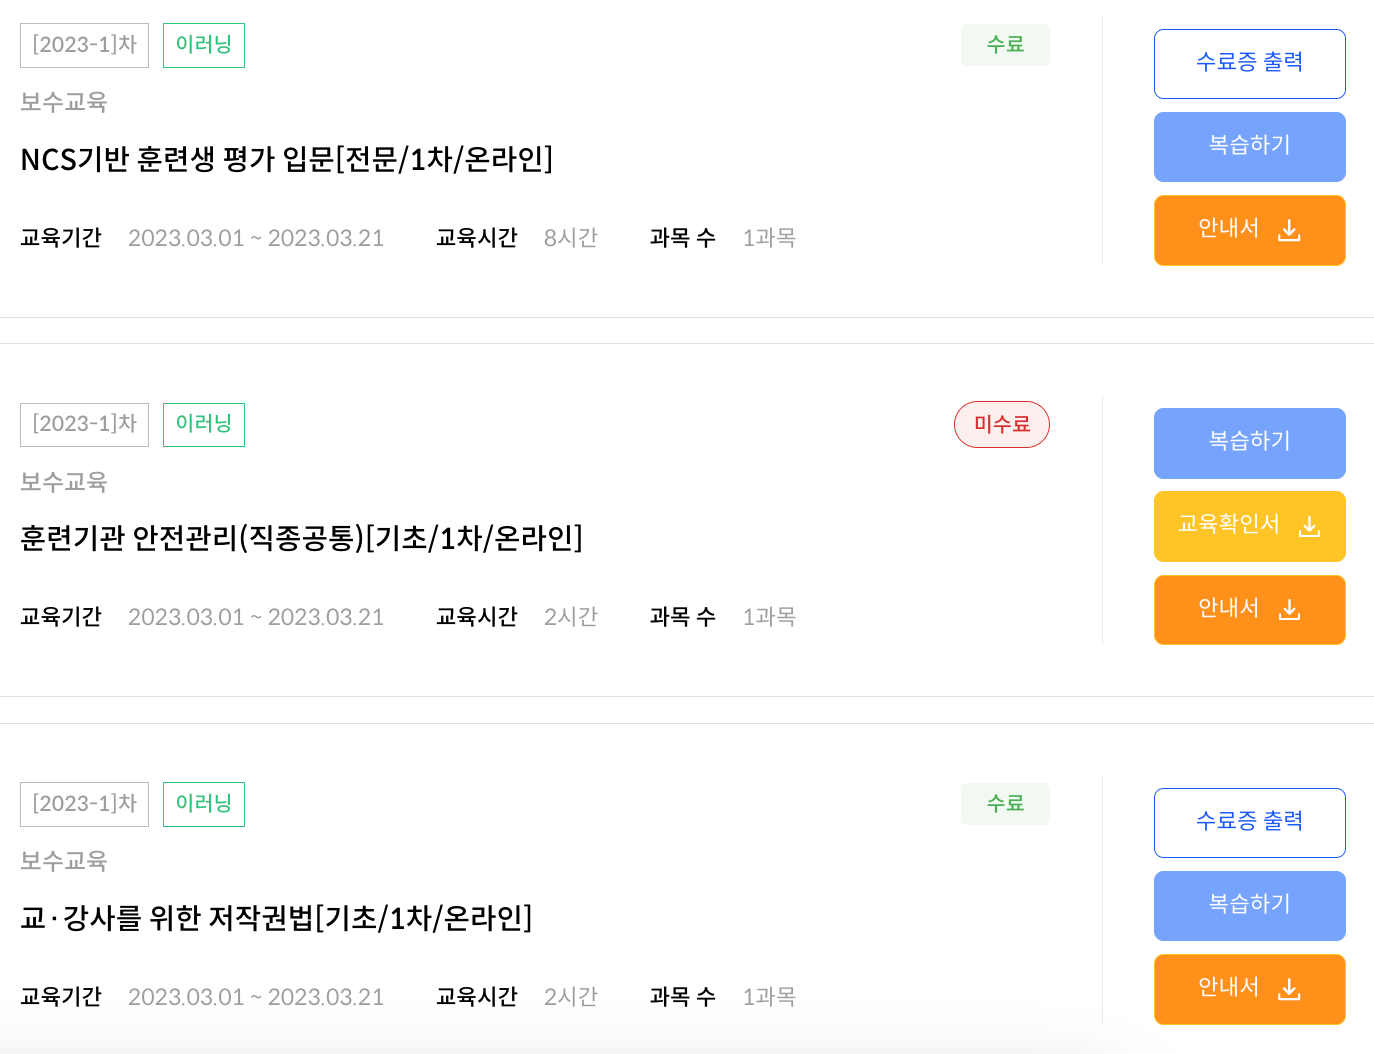 [2023-1]차 이러닝 수료
보수교육
NCS기반 훈련생 평가 입문[전문/1차/온라인]
교육기간 2023.03.01 ~ 2023.03.21 교육시간 8시간 과목 수 1과목
수료증 출력
복습하기
안내서
[2023-1]차 이러닝 미수료
보수교육
훈련기관 안전관리(직종공통)[기초/1차/온라인]
교육기간 2023.03.01 ~ 2023.03.21 교육시간 2시간 과목 수 1과목
복습하기
교육확인서
안내서
[2023-1]차 이러닝 수료
보수교육
교·강사를 위한 저작권법[기초/1차/온라인]
교육기간 2023.03.01 ~ 2023.03.21 교육시간 2시간 과목 수 1과목
수료증 출력
복습하기
안내서